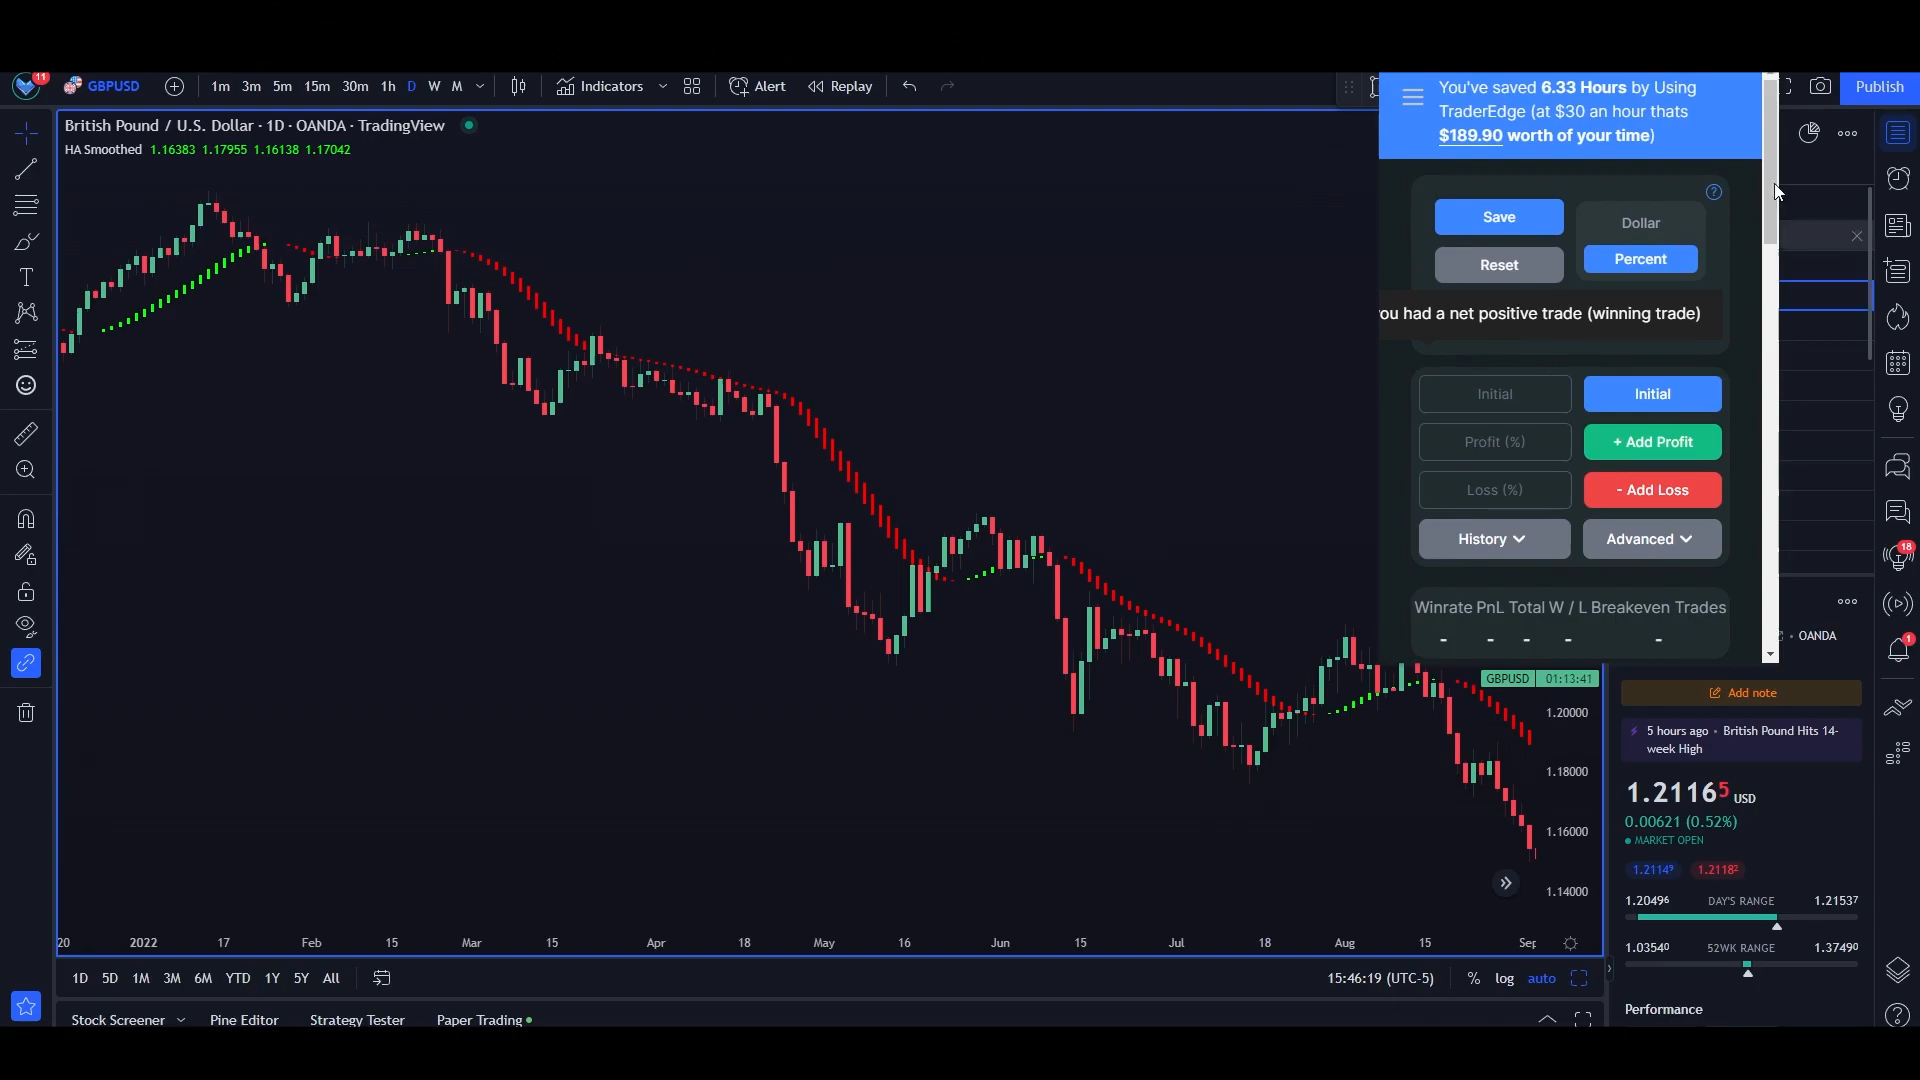 11
GBPUSD
1m 3m 5m 15m 30m 1h D W M
Indicators
Alert
Replay
Publish
British Pound / U.S. Dollar · 1D · OANDA · TradingView
HA Smoothed 1.16383 1.17955 1.16138 1.17042
You've saved 6.33 Hours by Using
TraderEdge (at $30 an hour thats
$189.90 worth of your time)
Save
Reset
Dollar
Percent
ou had a net positive trade (winning trade)
Initial
Initial
Profit (%)
+ Add Profit
Loss (%)
- Add Loss
History
Advanced
Winrate PnL Total W / L Breakeven Trades
- - - - -
OANDA
18
1
GBPUSD 01:13:41
1.20000
1.18000
1.16000
1.14000
Add note
5 hours ago · British Pound Hits 14-
week High
1.21165 USD
0.00621 (0.52%)
MARKET OPEN
1.21149 1.21182
1.20496 DAY'S RANGE 1.21537
1.03540 52WK RANGE 1.37490
Performance
20 2022 17 Feb 15 Mar 15 Apr 18 May 16 Jun 15 Jul 18 Aug 15 Sep
1D 5D 1M 3M 6M YTD 1Y 5Y All
15:46:19 (UTC-5)
% log auto
Stock Screener
Pine Editor
Strategy Tester
Paper Trading